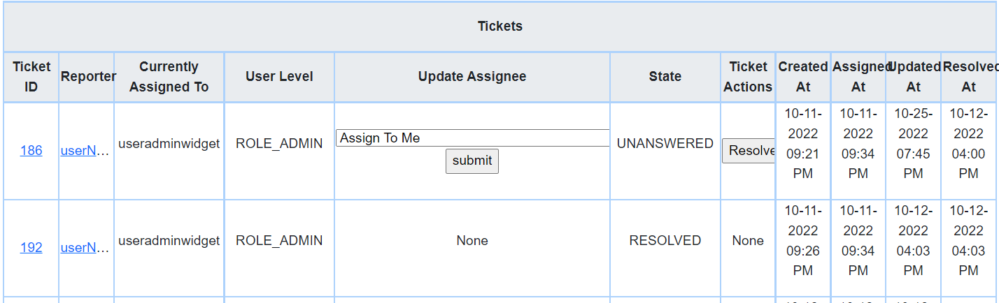 Tickets
Ticket ID Reporter Currently Assigned To User Level Update Assignee State Ticket Actions Created At Assigned At Updated At Resolved At
186 userN… useradminwidget ROLE_ADMIN Assign To Me submit UNANSWERED Resolve 10-11-2022 09:21 PM 10-11-2022 09:34 PM 10-25-2022 07:45 PM 10-12-2022 04:00 PM
192 userN… useradminwidget ROLE_ADMIN None RESOLVED None 10-11-2022 09:26 PM 10-11-2022 09:34 PM 10-12-2022 04:03 PM 10-12-2022 04:03 PM